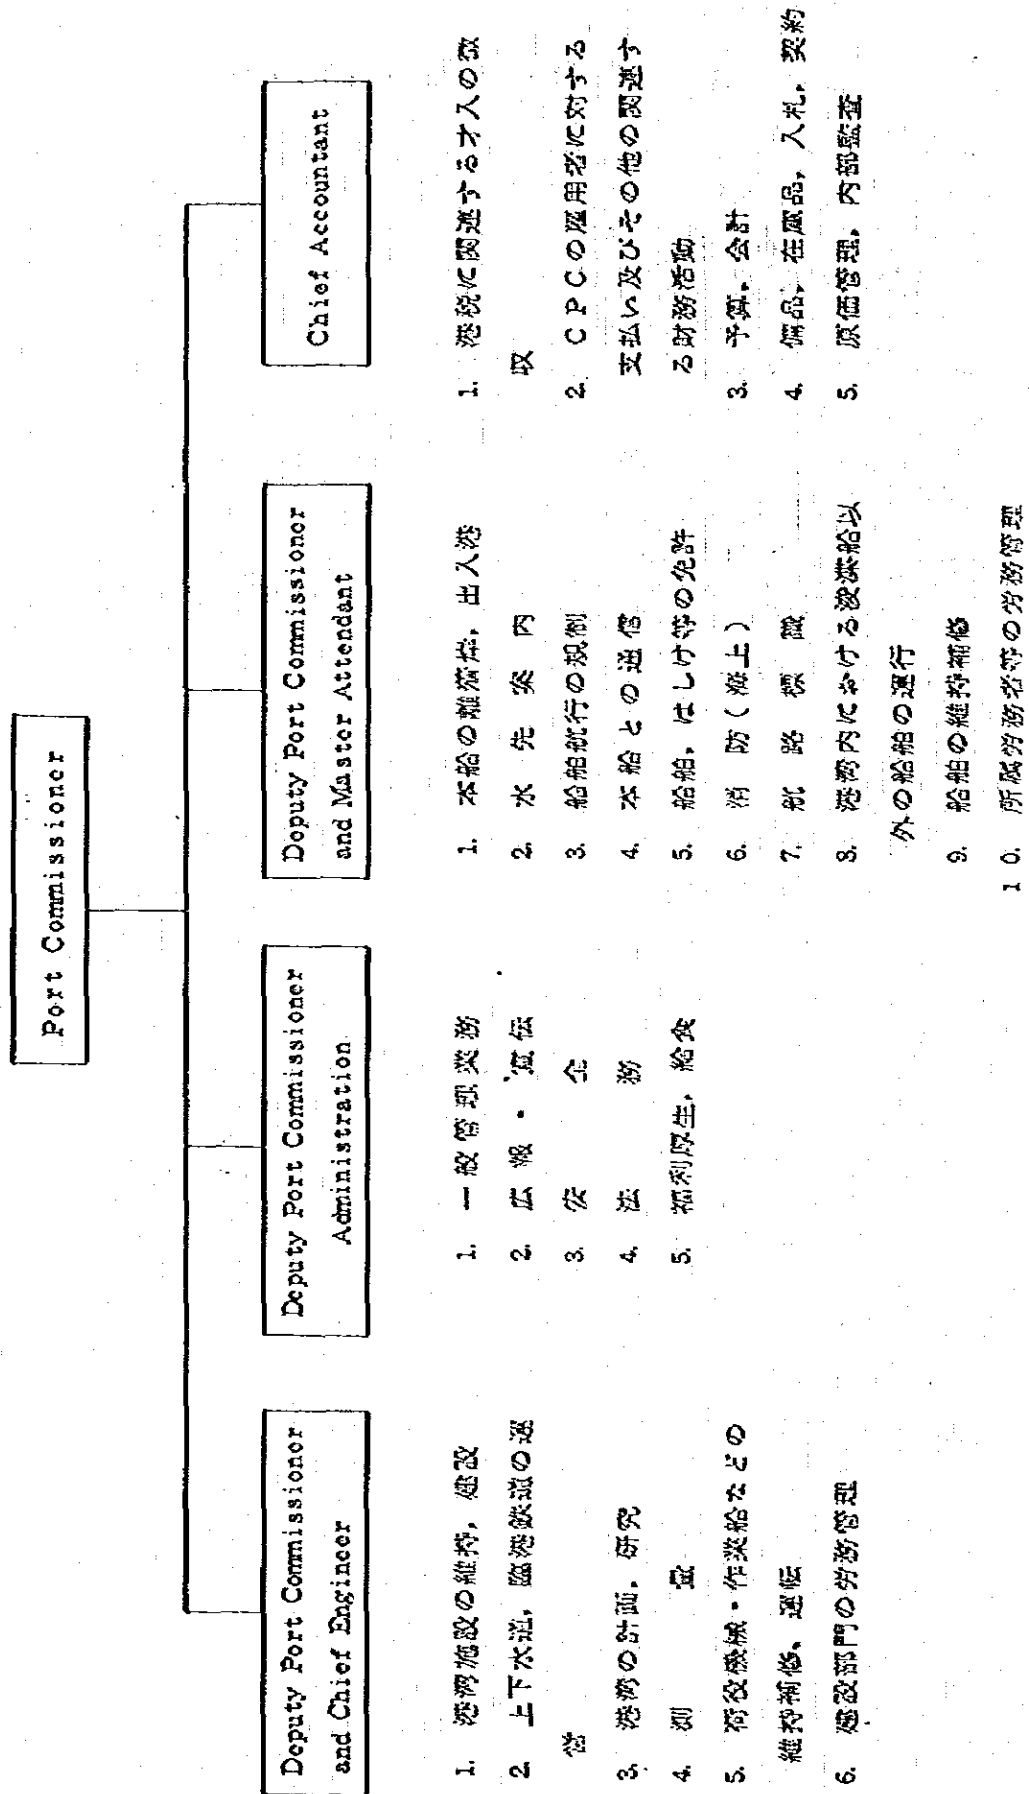 Port Commissioner
Deputy Port Commissioner
and Chief Engineer
1. 港湾施設の維持, 建設
2. 上下水道, 臨港鉄道の運
営
3. 港湾の計画, 研究
4. 測量
5. 荷役機械・作業船などの
維持補修, 運転
6. 建設部門の労務管理
Deputy Port Commissioner
Administration
1. 一般管理業務
2. 広報・宣伝
3. 安全
4. 法務
5. 福利厚生, 給食
Deputy Port Commissioner
and Master Attendant
1. 本船の離着岸, 出入港
2. 水先案内
3. 船舶航行の規制
4. 本船との通信
5. 船舶, はしけ等の免許
6. 消防(海上)
7. 航路標識
8. 港湾内における浚渫船以
外の船舶の運行
9. 船舶の維持補修
10. 所属労務者等の労務管理
Chief Accountant
1. 港税に関連する才入の徴
収
2. CPCの雇用者に対する
支払い及びその他の関連す
る財務活動
3. 予算, 会計
4. 備品, 在庫品, 入札, 契約
5. 原価管理, 内部監査